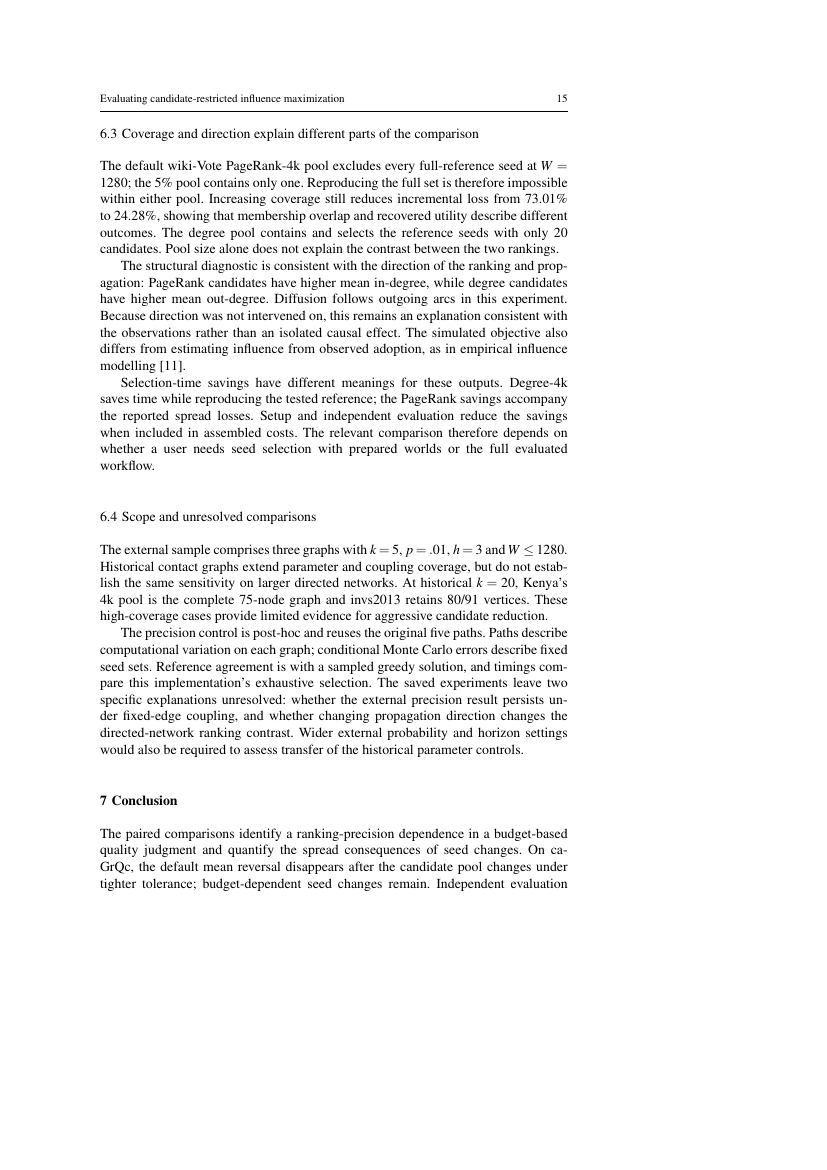 Evaluating candidate-restricted influence maximization 15
6.3 Coverage and direction explain different parts of the comparison
The default wiki-Vote PageRank-4k pool excludes every full-reference seed at W =
1280; the 5% pool contains only one. Reproducing the full set is therefore impossible
within either pool. Increasing coverage still reduces incremental loss from 73.01%
to 24.28%, showing that membership overlap and recovered utility describe different
outcomes. The degree pool contains and selects the reference seeds with only 20
candidates. Pool size alone does not explain the contrast between the two rankings.
The structural diagnostic is consistent with the direction of the ranking and prop-
agation: PageRank candidates have higher mean in-degree, while degree candidates
have higher mean out-degree. Diffusion follows outgoing arcs in this experiment.
Because direction was not intervened on, this remains an explanation consistent with
the observations rather than an isolated causal effect. The simulated objective also
differs from estimating influence from observed adoption, as in empirical influence
modelling [11].
Selection-time savings have different meanings for these outputs. Degree-4k
saves time while reproducing the tested reference; the PageRank savings accompany
the reported spread losses. Setup and independent evaluation reduce the savings
when included in assembled costs. The relevant comparison therefore depends on
whether a user needs seed selection with prepared worlds or the full evaluated
workflow.
6.4 Scope and unresolved comparisons
The external sample comprises three graphs with k = 5, p = .01, h = 3 and W ≤ 1280.
Historical contact graphs extend parameter and coupling coverage, but do not estab-
lish the same sensitivity on larger directed networks. At historical k = 20, Kenya's
4k pool is the complete 75-node graph and invs2013 retains 80/91 vertices. These
high-coverage cases provide limited evidence for aggressive candidate reduction.
The precision control is post-hoc and reuses the original five paths. Paths describe
computational variation on each graph; conditional Monte Carlo errors describe fixed
seed sets. Reference agreement is with a sampled greedy solution, and timings com-
pare this implementation's exhaustive selection. The saved experiments leave two
specific explanations unresolved: whether the external precision result persists un-
der fixed-edge coupling, and whether changing propagation direction changes the
directed-network ranking contrast. Wider external probability and horizon settings
would also be required to assess transfer of the historical parameter controls.
7 Conclusion
The paired comparisons identify a ranking-precision dependence in a budget-based
quality judgment and quantify the spread consequences of seed changes. On ca-
GrQc, the default mean reversal disappears after the candidate pool changes under
tighter tolerance; budget-dependent seed changes remain. Independent evaluation